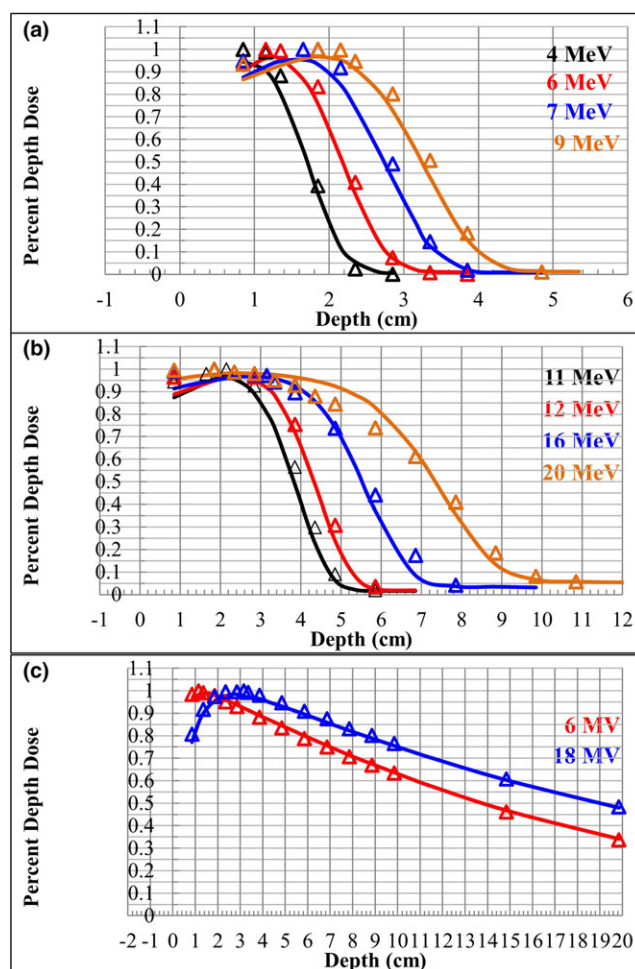 (a)
1.1
1
0.9
0.8
0.7
0.6
0.5
0.4
0.3
0.2
0.1
0
Percent Depth Dose
4 MeV
6 MeV
7 MeV
9 MeV
-1 0 1 2 3 4 5 6
Depth (cm)
(b)
1.1
1
0.9
0.8
0.7
0.6
0.5
0.4
0.3
0.2
0.1
0
Percent Depth Dose
11 MeV
12 MeV
16 MeV
20 MeV
-1 0 1 2 3 4 5 6 7 8 9 10 11 12
Depth (cm)
(c)
1.1
1
0.9
0.8
0.7
0.6
0.5
0.4
0.3
0.2
0.1
0
Percent Depth Dose
6 MV
18 MV
-2 -1 0 1 2 3 4 5 6 7 8 9 10 11 12 13 14 15 16 17 18 19 20
Depth (cm)